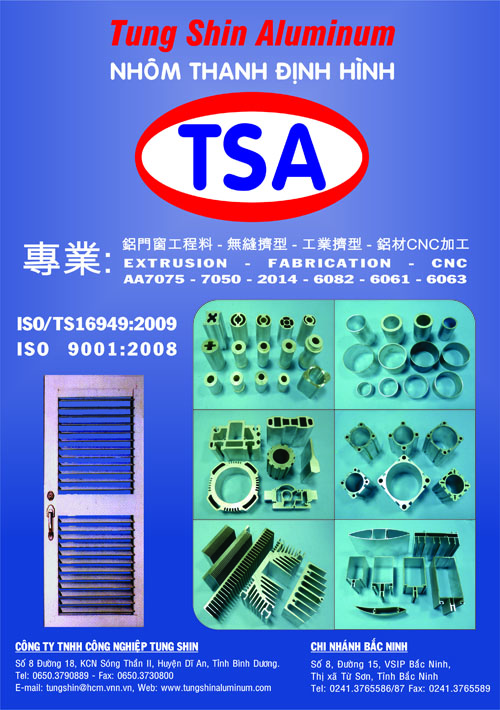 Tung Shin Aluminum
NHÔM THANH ĐỊNH HÌNH
TSA
專業:
鋁門窗工程料 - 無縫擠型 - 工業擠型 - 鋁材CNC加工
EXTRUSION - FABRICATION - CNC
AA7075 - 7050 - 2014 - 6082 - 6061 - 6063
ISO/TS16949:2009
ISO 9001:2008
CÔNG TY TNHH CÔNG NGHIỆP TUNG SHIN
Số 8 Đường 18, KCN Sóng Thần II, Huyện Dĩ An, Tỉnh Bình Dương.
Tel: 0650.3790889 - Fax: 0650.3730800
E-mail: tungshin@hcm.vnn.vn, Web: www.tungshinaluminum.com
CHI NHÁNH BẮC NINH
Số 8, Đường 15, VSIP Bắc Ninh,
Thị xã Từ Sơn, Tỉnh Bắc Ninh
Tel: 0241.3765586/87 Fax: 0241.3765589